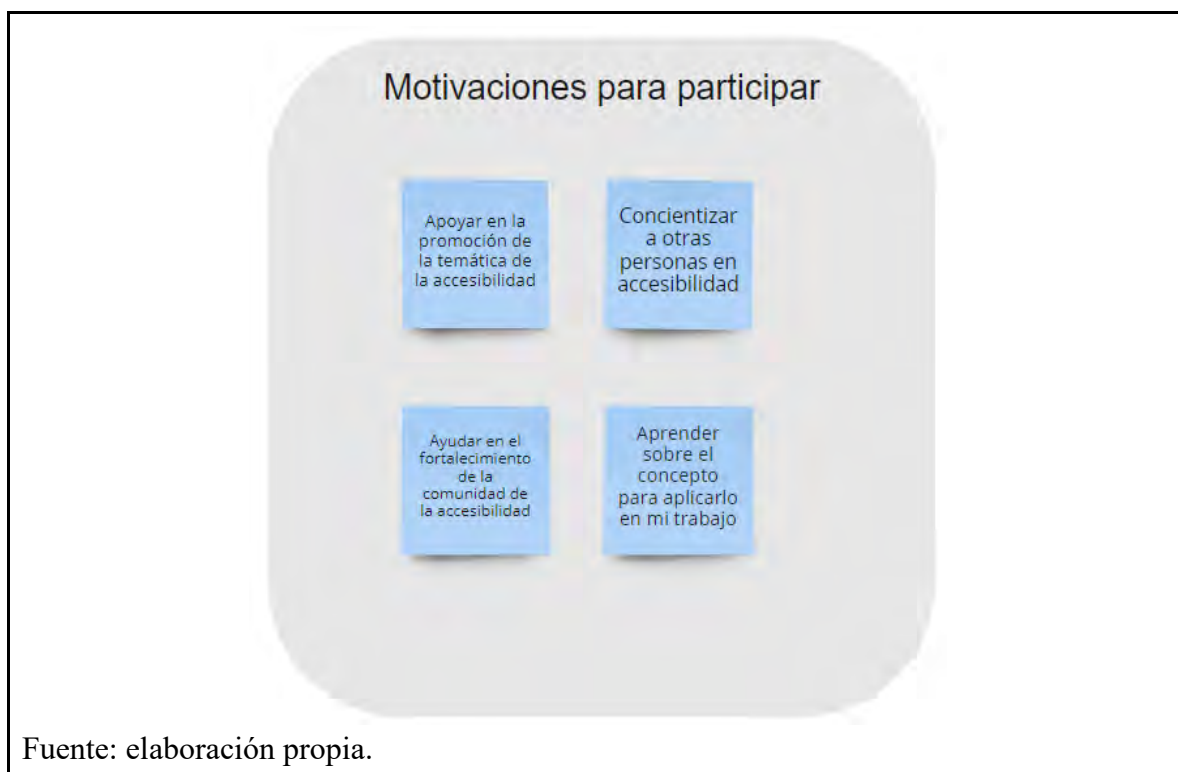 Motivaciones para participar
Apoyar en la
promoción de
la temática de
la accesibilidad
Concientizar
a otras
personas en
accesibilidad
Ayudar en el
fortalecimiento
de la
comunidad de
la accesibilidad
Aprender
sobre el
concepto
para aplicarlo
en mi trabajo
Fuente: elaboración propia.